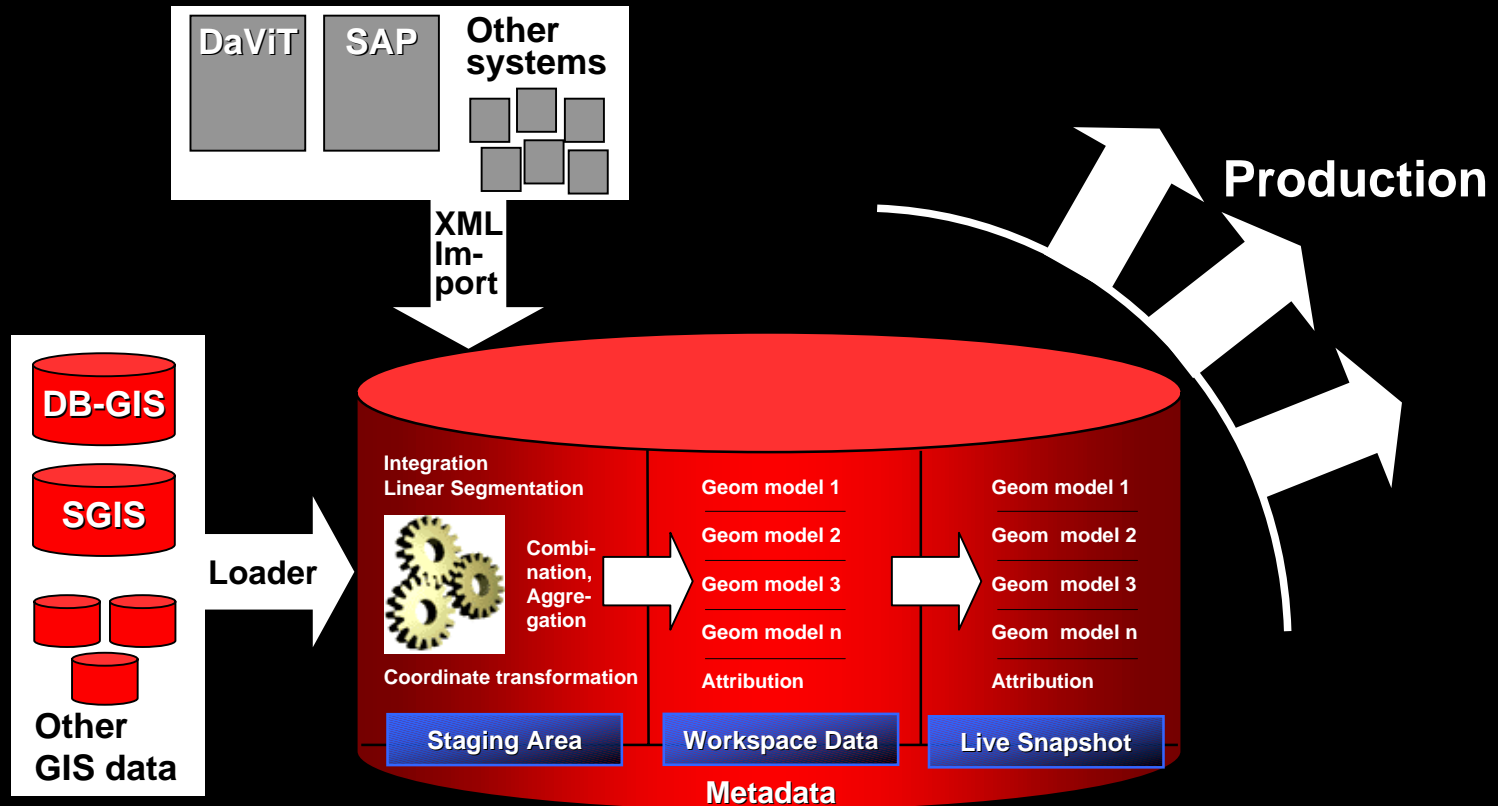 DaViT
SAP
Other
systems
XML
Im-
port
Production
DB-GIS
SGIS
Other
GIS data
Loader
Integration
Linear Segmentation
Combi-
nation,
Aggre-
gation
Coordinate transformation
Staging Area
Geom model 1
Geom model 2
Geom model 3
Geom model n
Attribution
Workspace Data
Geom model 1
Geom model 2
Geom model 3
Geom model n
Attribution
Live Snapshot
Metadata